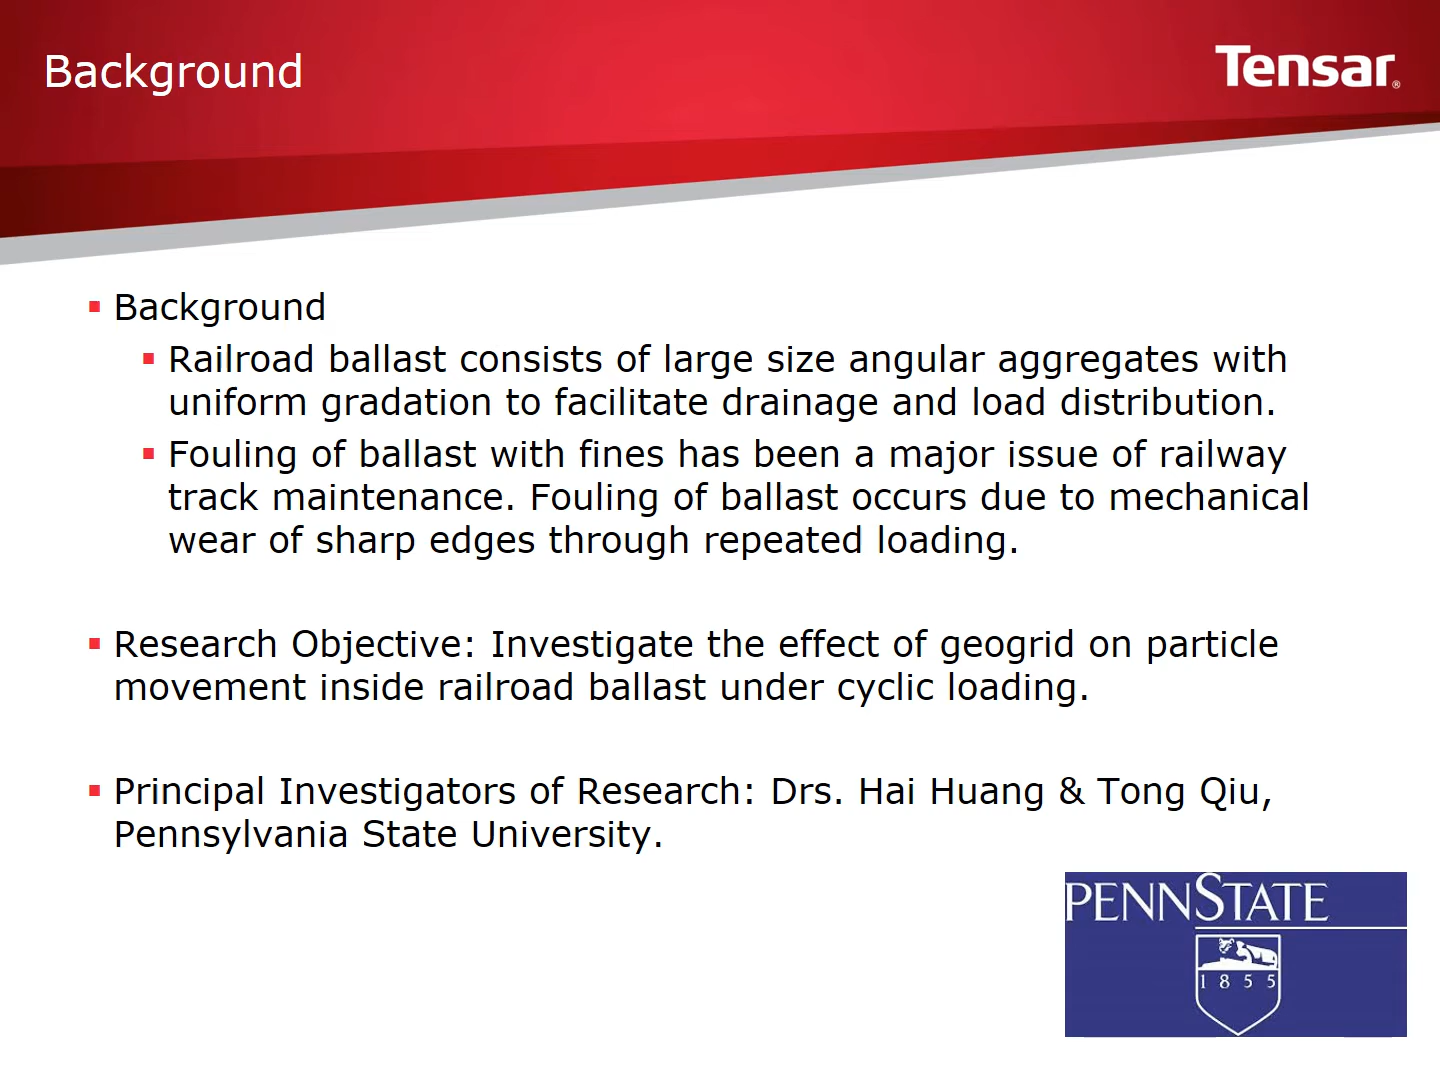 Background
Tensar®
Background
Railroad ballast consists of large size angular aggregates with
uniform gradation to facilitate drainage and load distribution.
Fouling of ballast with fines has been a major issue of railway
track maintenance. Fouling of ballast occurs due to mechanical
wear of sharp edges through repeated loading.
Research Objective: Investigate the effect of geogrid on particle
movement inside railroad ballast under cyclic loading.
Principal Investigators of Research: Drs. Hai Huang & Tong Qiu,
Pennsylvania State University.
PENNSTATE
1855